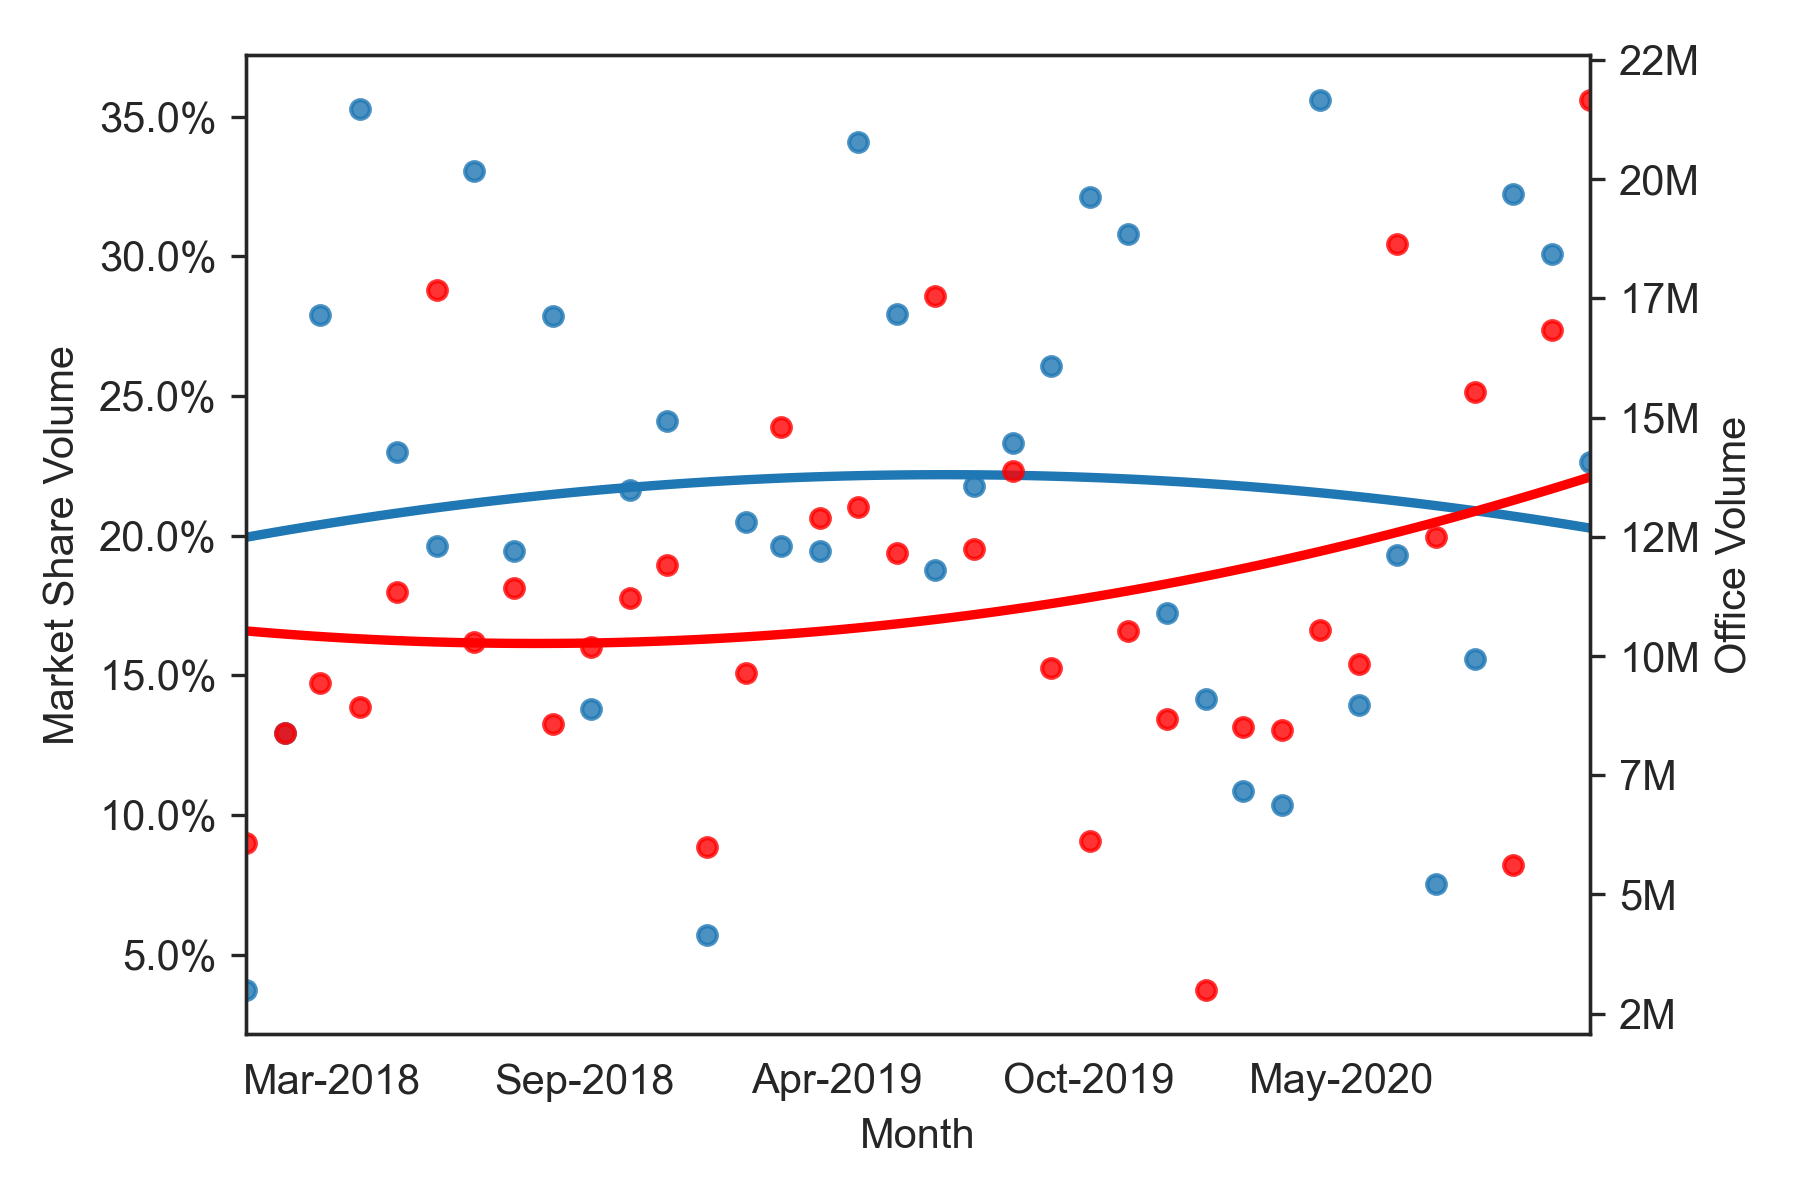 35.0%
30.0%
25.0%
20.0%
15.0%
10.0%
5.0%
Market Share Volume
22M
20M
17M
15M
12M
10M
7M
5M
2M
Office Volume
Mar-2018 Sep-2018 Apr-2019 Oct-2019 May-2020
Month